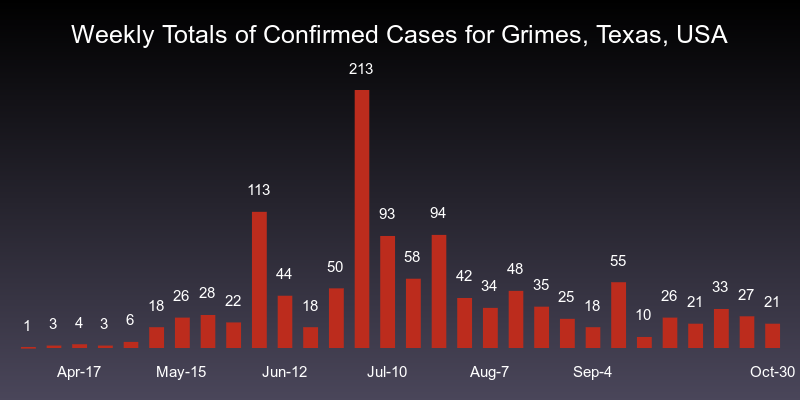 Weekly Totals of Confirmed Cases for Grimes, Texas, USA
1 3 4 3 6 18 26 28 22 113 44 18 50 213 93 58 94 42 34 48 35 25 18 55 10 26 21 33 27 21
Apr-17 May-15 Jun-12 Jul-10 Aug-7 Sep-4 Oct-30